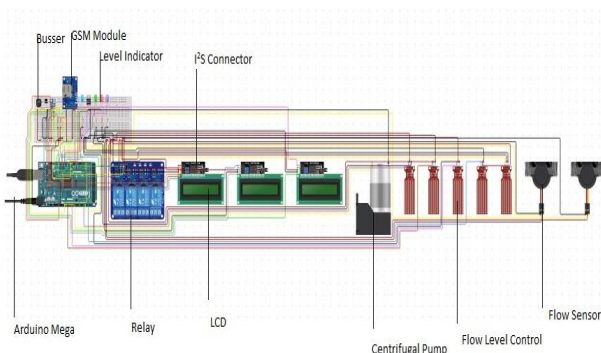 Busser
GSM Module
Level Indicator
I²S Connector
Arduino Mega
Relay
LCD
Centrifugal Pump
Flow Level Control
Flow Sensor